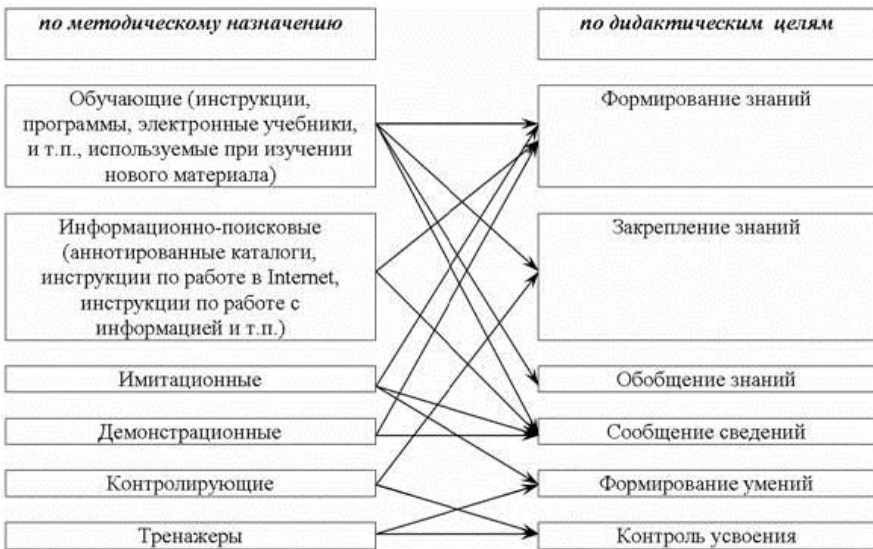 по методическому назначению
по дидактическим целям
Обучающие (инструкции,
программы, электронные учебники,
и т.п., используемые при изучении
нового материала)
Формирование знаний
Информационно-поисковые
(аннотированные каталоги,
инструкции по работе в Internet,
инструкции по работе с
информацией и т.п.)
Закрепление знаний
Имитационные
Обобщение знаний
Демонстрационные
Сообщение сведений
Контролирующие
Формирование умений
Тренажеры
Контроль усвоения